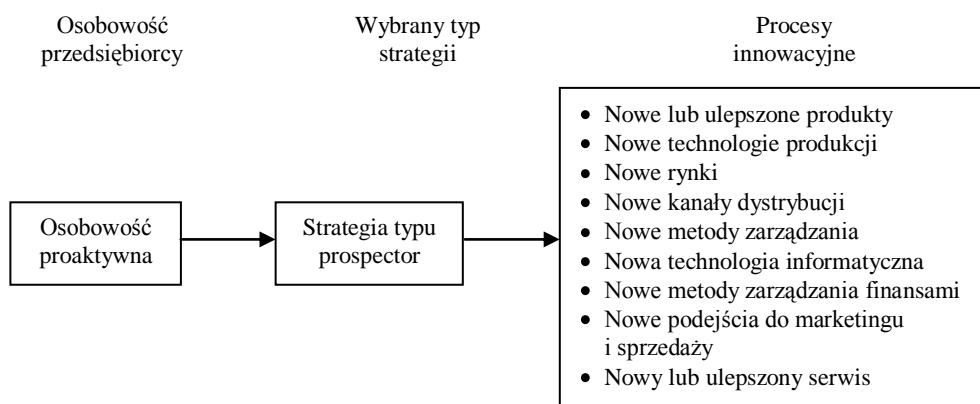 Osobowość
przedsiębiorcy
Wybrany typ
strategii
Procesy
innowacyjne
Osobowość
proaktywna
Strategia typu
prospector
• Nowe lub ulepszone produkty
• Nowe technologie produkcji
• Nowe rynki
• Nowe kanały dystrybucji
• Nowe metody zarządzania
• Nowa technologia informatyczna
• Nowe metody zarządzania finansami
• Nowe podejścia do marketingu
i sprzedaży
• Nowy lub ulepszony serwis